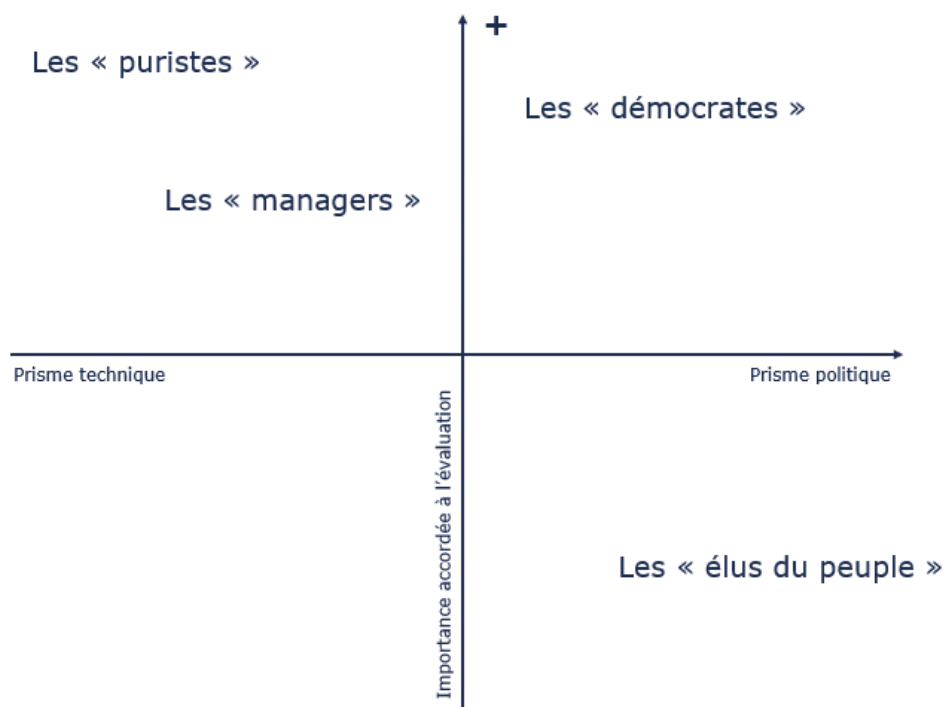 +
Les « puristes »
Les « démocrates »
Les « managers »
Prisme technique
Prisme politique
Importance accordée à l'évaluation
Les « élus du peuple »